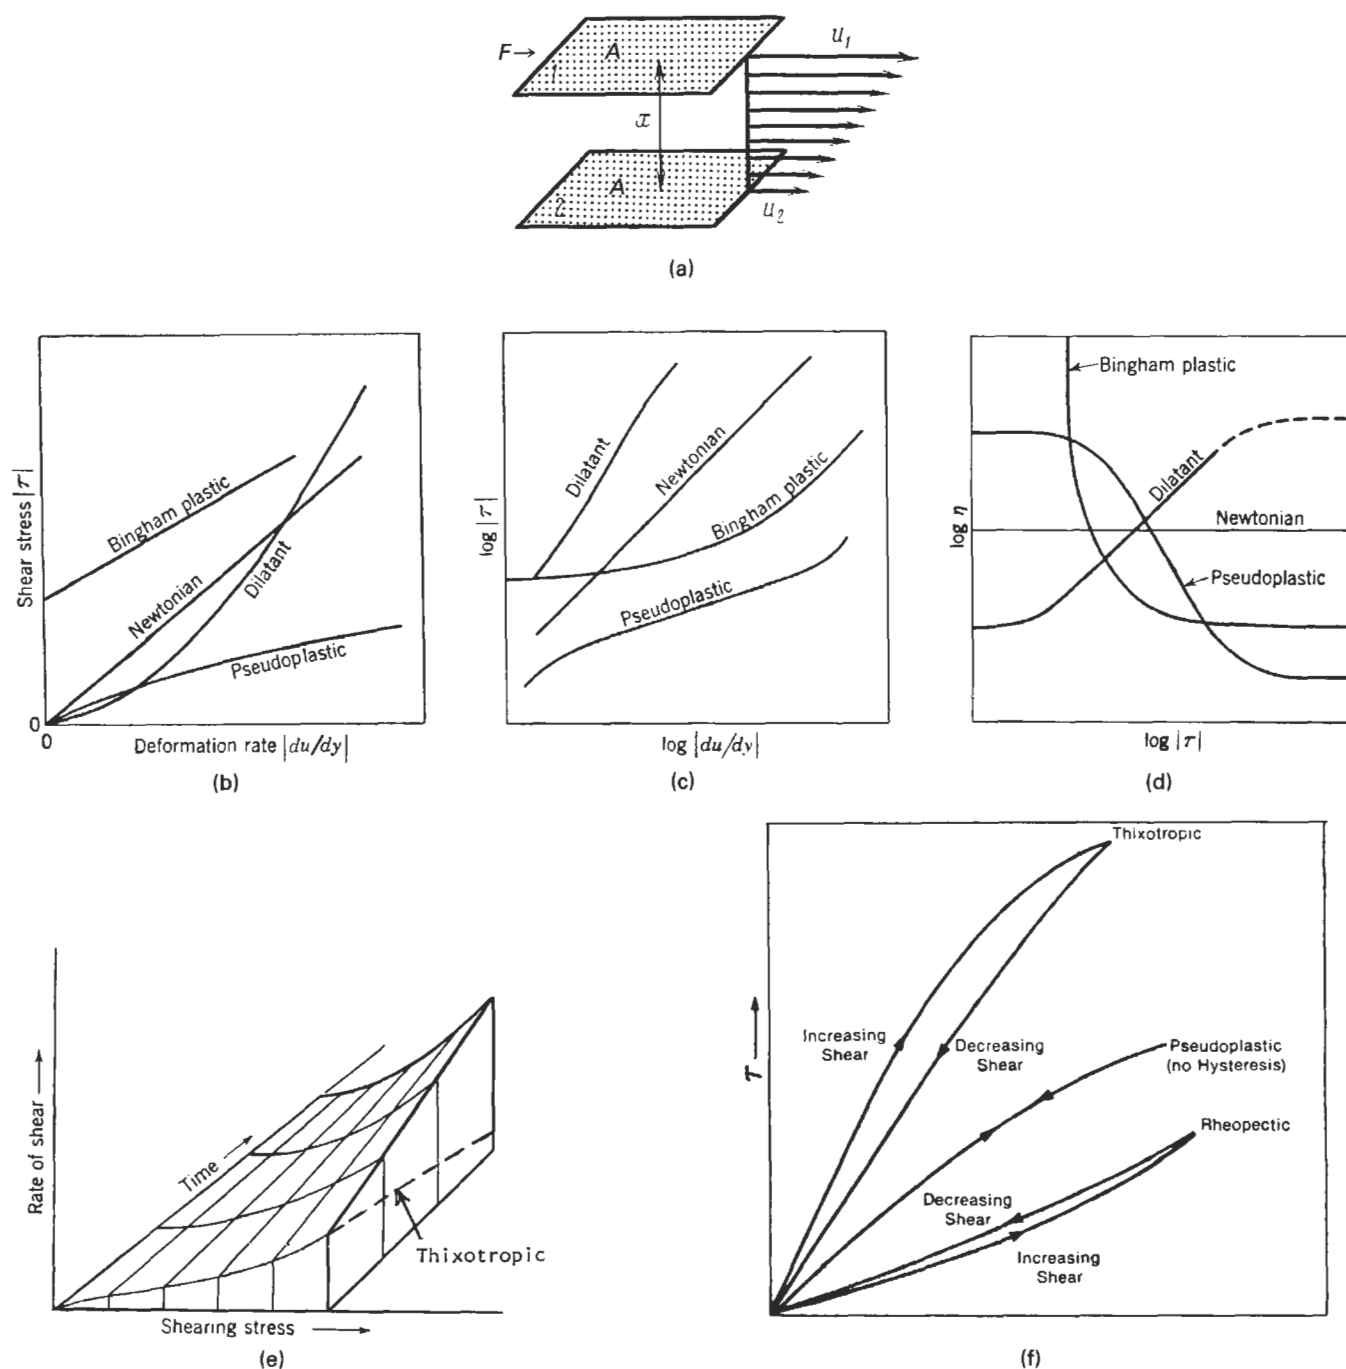 F→
A
1
u₁
x
A
2
u₂
(a)
Shear stress |τ|
Bingham plastic
Newtonian
Dilatant
Pseudoplastic
0
0
Deformation rate |du/dy|
(b)
log |τ|
Dilatant
Newtonian
Bingham plastic
Pseudoplastic
log |du/dy|
(c)
log η
Bingham plastic
Dilatant
Newtonian
Pseudoplastic
log |τ|
(d)
Rate of shear
Time
Thixotropic
Shearing stress
(e)
τ
Thixotropic
Increasing
Shear
Decreasing
Shear
Pseudoplastic
(no Hysteresis)
Rheopectic
Decreasing
Shear
Increasing
Shear
(f)